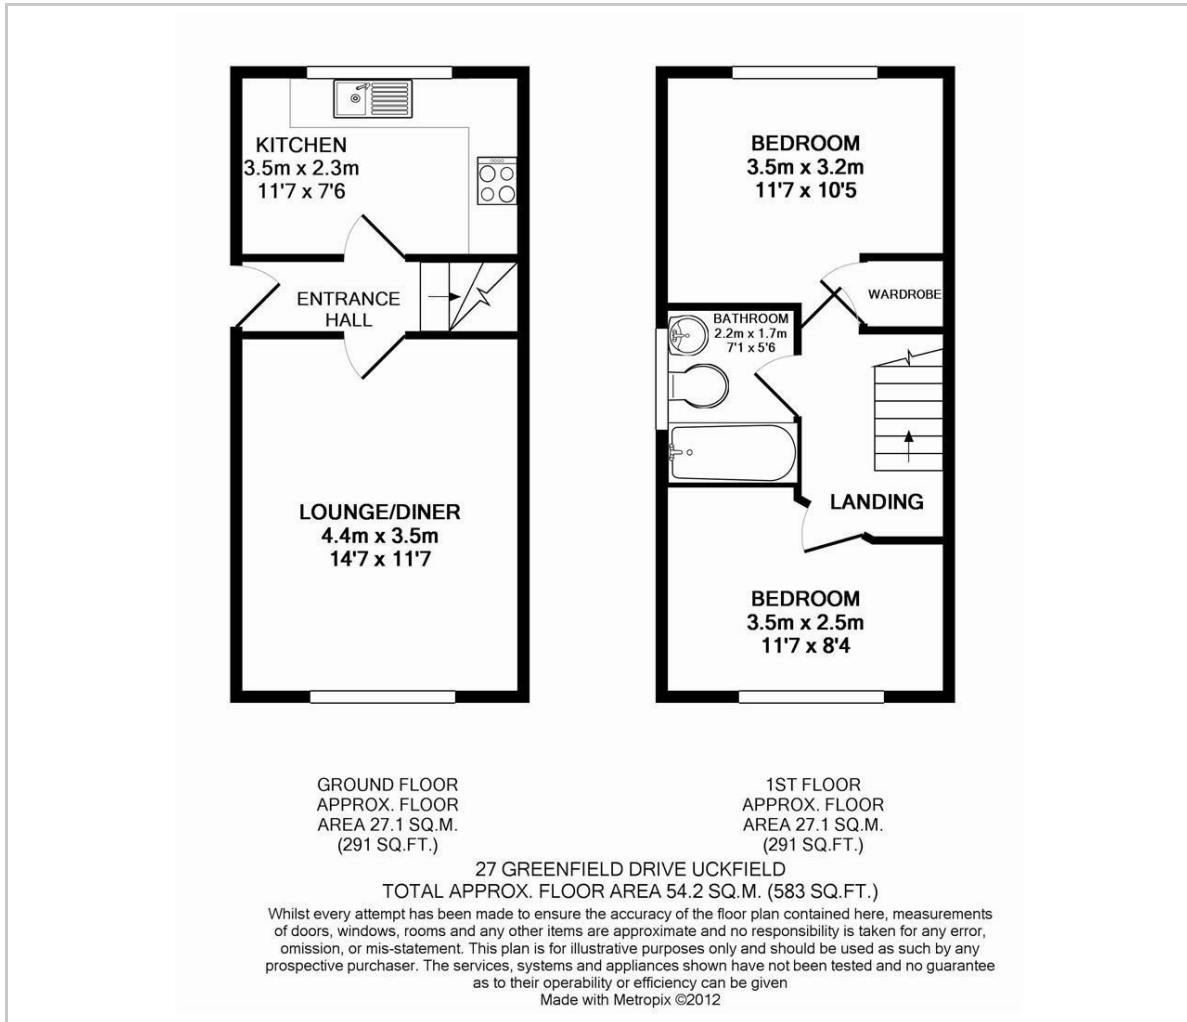 KITCHEN
3.5m x 2.3m
11'7 x 7'6
ENTRANCE
HALL
LOUNGE/DINER
4.4m x 3.5m
14'7 x 11'7
BEDROOM
3.5m x 3.2m
11'7 x 10'5
WARDROBE
BATHROOM
2.2m x 1.7m
7'1 x 5'6
LANDING
BEDROOM
3.5m x 2.5m
11'7 x 8'4
GROUND FLOOR
APPROX. FLOOR
AREA 27.1 SQ.M.
(291 SQ.FT.)
1ST FLOOR
APPROX. FLOOR
AREA 27.1 SQ.M.
(291 SQ.FT.)
27 GREENFIELD DRIVE UCKFIELD
TOTAL APPROX. FLOOR AREA 54.2 SQ.M. (583 SQ.FT.)
Whilst every attempt has been made to ensure the accuracy of the floor plan contained here, measurements
of doors, windows, rooms and any other items are approximate and no responsibility is taken for any error,
omission, or mis-statement. This plan is for illustrative purposes only and should be used as such by any
prospective purchaser. The services, systems and appliances shown have not been tested and no guarantee
as to their operability or efficiency can be given
Made with Metropix ©2012